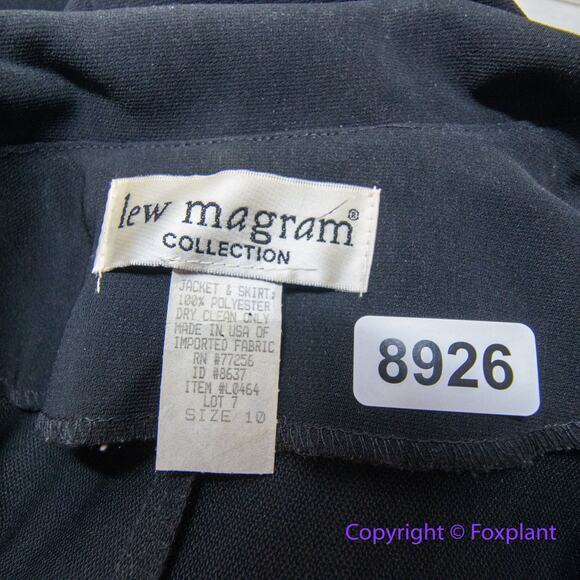 lew magram®
COLLECTION
JACKET & SKIRT:
100% POLYESTER
DRY CLEAN ONLY
MADE IN USA OF
IMPORTED FABRIC
RN #77256
ID #8637
ITEM #L0464
LOT 7
SIZE 10
8926
Copyright © Foxplant